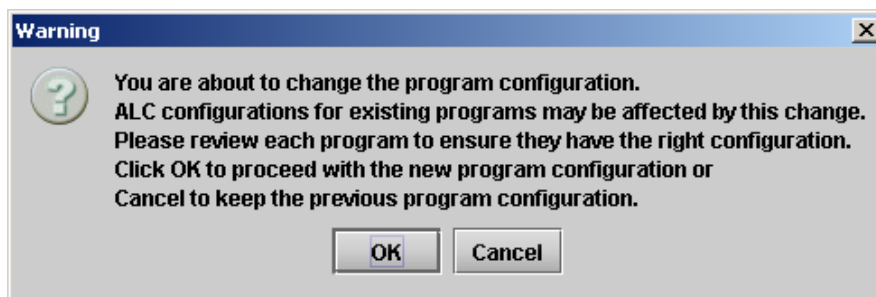 Warning
You are about to change the program configuration.
ALC configurations for existing programs may be affected by this change.
Please review each program to ensure they have the right configuration.
Click OK to proceed with the new program configuration or
Cancel to keep the previous program configuration.
OK
Cancel